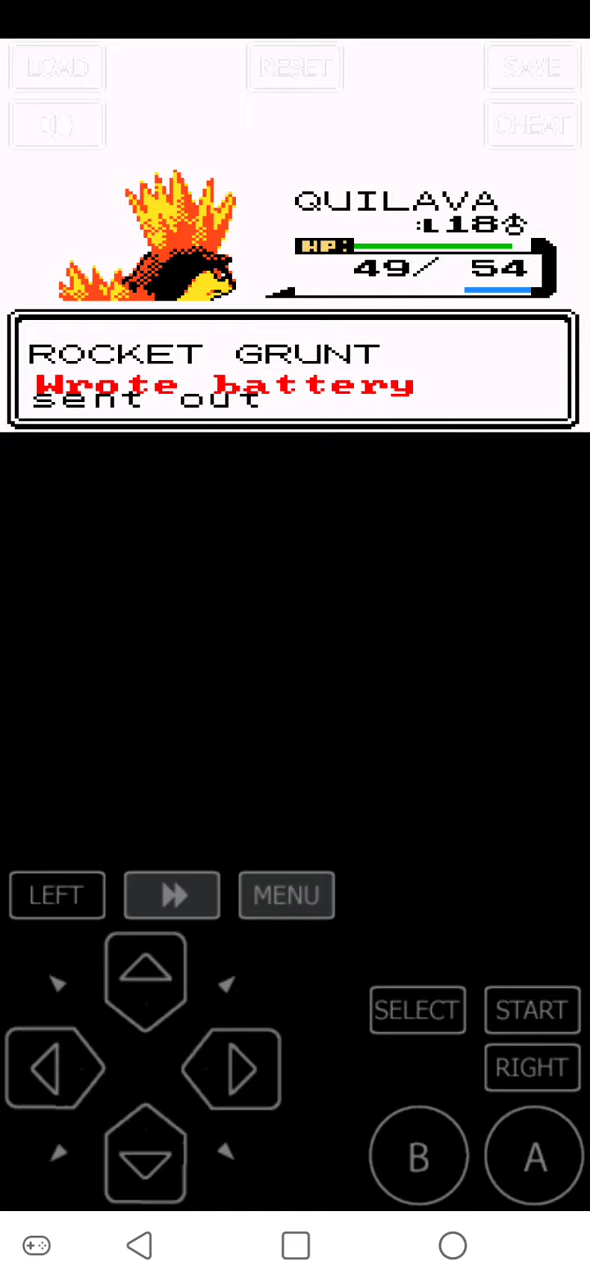 LOAD RESET SAVE
CHEAT
QUILAVA
:L18♂
HP:
49/ 54
ROCKET GRUNT
Wrote battery
sent out
LEFT MENU
SELECT START
RIGHT
B A